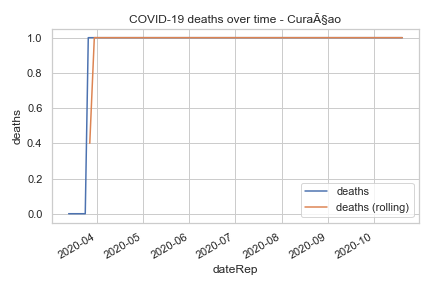 COVID-19 deaths over time - CuraÃ§ao
1.0
0.8
0.6
0.4
0.2
0.0
deaths
deaths
deaths (rolling)
2020-04
2020-05
2020-06
2020-07
2020-08
2020-09
2020-10
dateRep